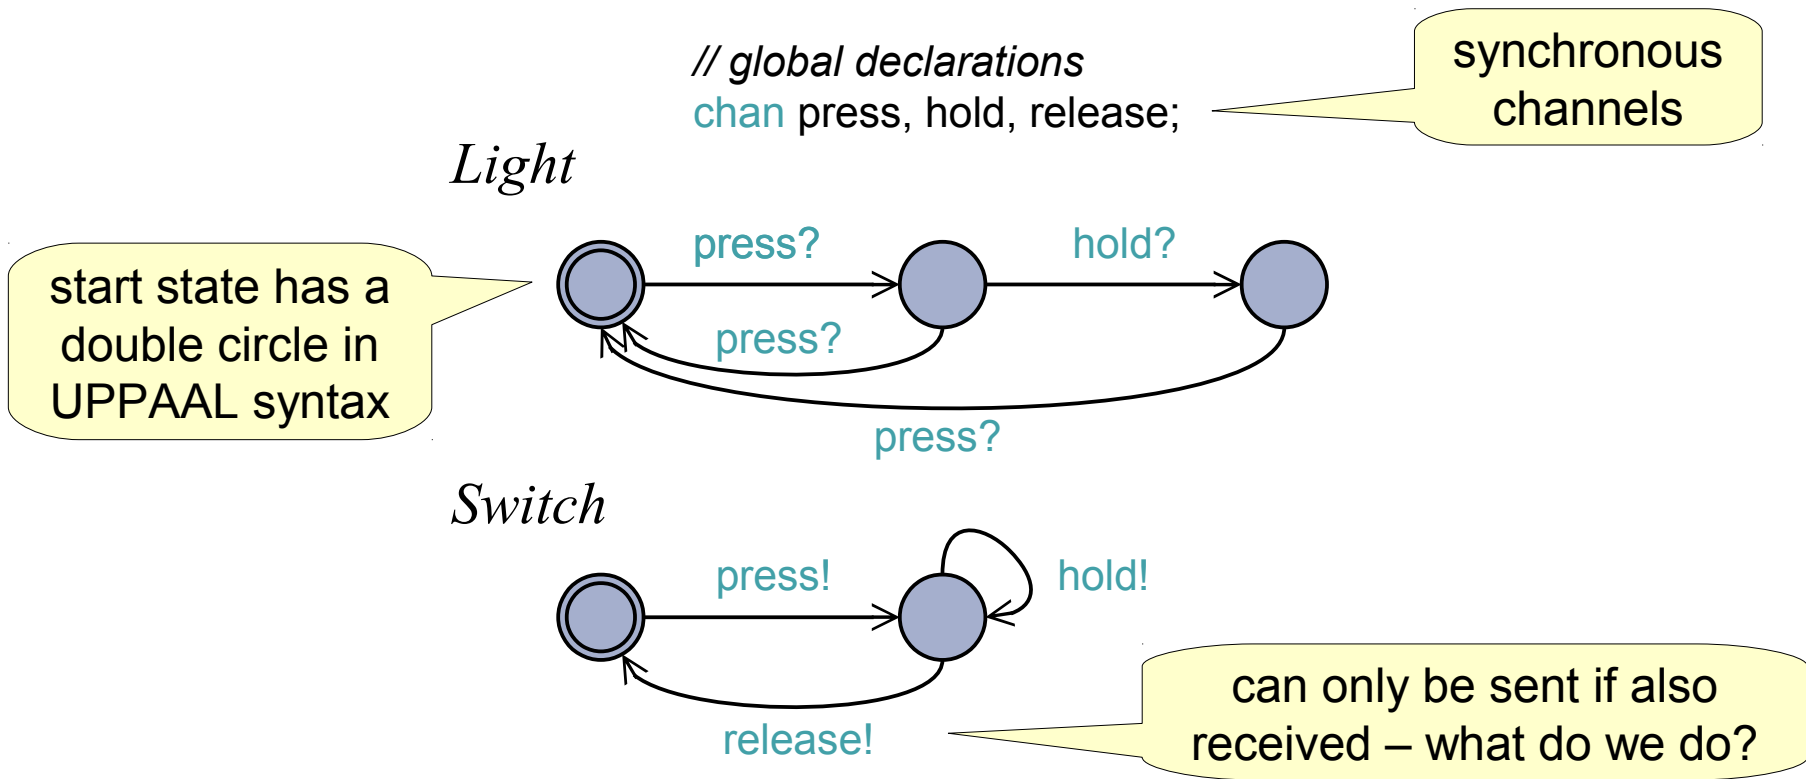 // global declarations
chan press, hold, release;
synchronous
channels
Light
press?
hold?
start state has a
double circle in
UPPAAL syntax
press?
press?
Switch
press!
hold!
release!
can only be sent if also
received – what do we do?